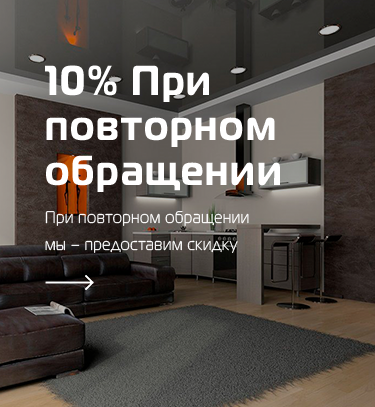 10% При
повторном
обращении
При повторном обращении
мы – предоставим скидку